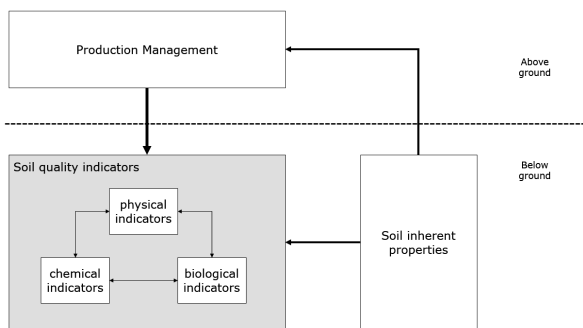 Production Management
Above
ground
Below
ground
Soil quality indicators
physical
indicators
Soil inherent
properties
chemical
indicators
biological
indicators